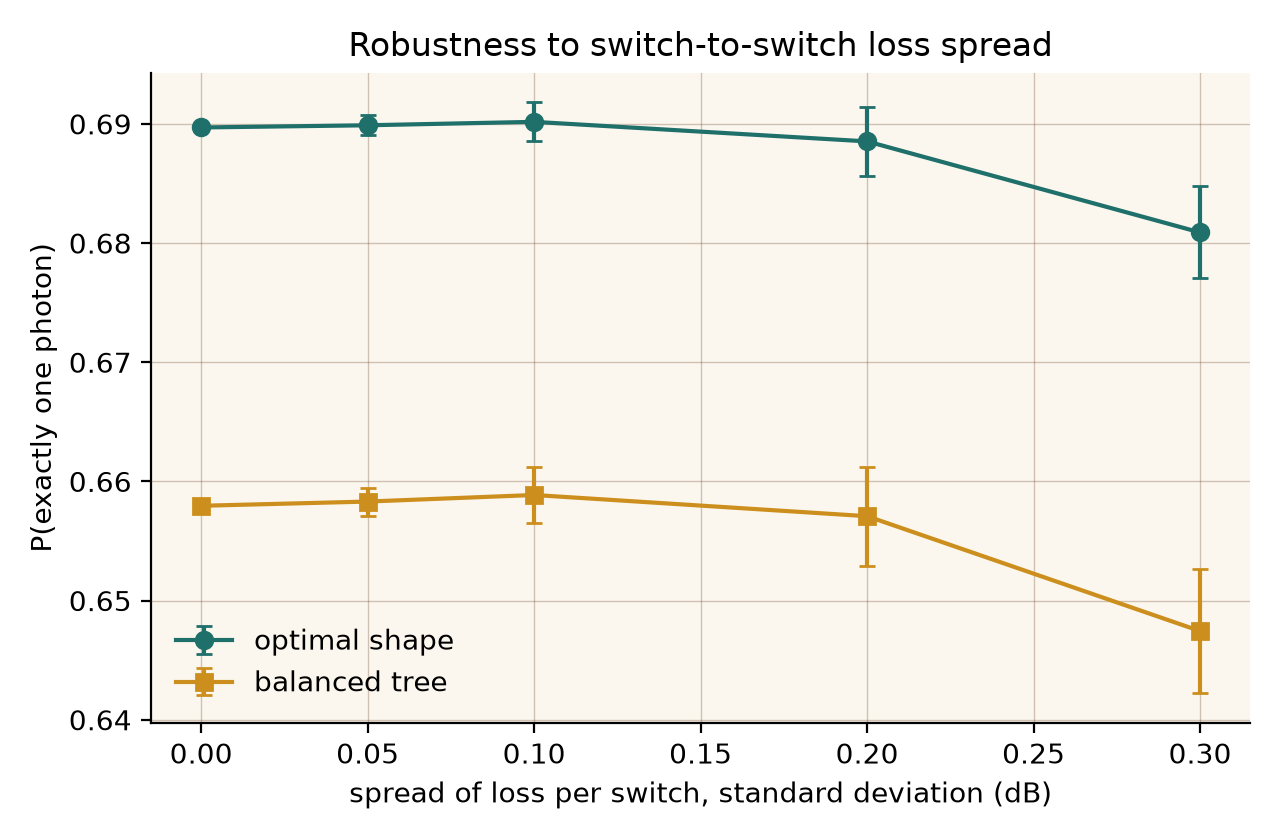 Robustness to switch-to-switch loss spread
P(exactly one photon)
0.69
0.68
0.67
0.66
0.65
0.64
optimal shape
balanced tree
0.00 0.05 0.10 0.15 0.20 0.25 0.30
spread of loss per switch, standard deviation (dB)